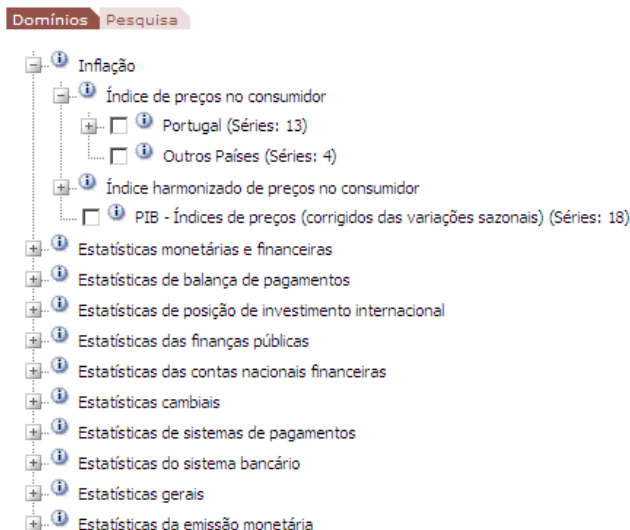 Domínios Pesquisa
Inflação
Índice de preços no consumidor
Portugal (Séries: 13)
Outros Países (Séries: 4)
Índice harmonizado de preços no consumidor
PIB - Índices de preços (corrigidos das variações sazonais) (Séries: 18)
Estatísticas monetárias e financeiras
Estatísticas de balança de pagamentos
Estatísticas de posição de investimento internacional
Estatísticas das finanças públicas
Estatísticas das contas nacionais financeiras
Estatísticas cambiais
Estatísticas de sistemas de pagamentos
Estatísticas do sistema bancário
Estatísticas gerais
Estatísticas da emissão monetária